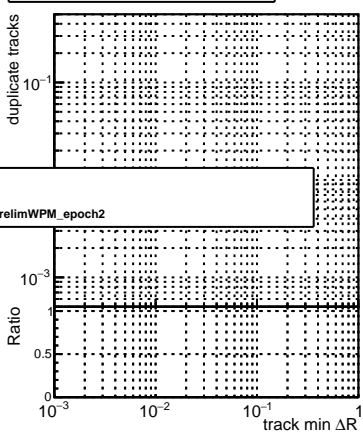 duplicate tracks
10⁻¹
relimWPM_epoch2
10⁻³
Ratio
1
0.5
0
10⁻³ 10⁻² 10⁻¹ 1
track min ΔR